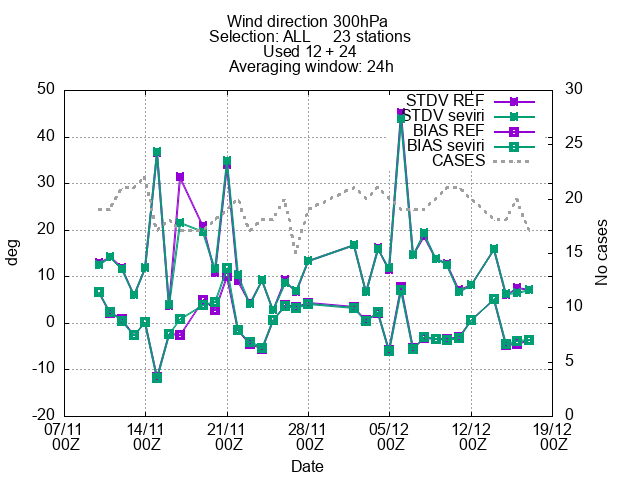 Wind direction 300hPa
Selection: ALL 23 stations
Used 12 + 24
Averaging window: 24h
STDV REF
STDV seviri
BIAS REF
BIAS seviri
CASES
50
40
30
20
10
0
-10
-20
deg
30
25
20
15
10
5
0
No cases
07/11 14/11 21/11 28/11 05/12 12/12 19/12
00Z 00Z 00Z 00Z 00Z 00Z 00Z
Date